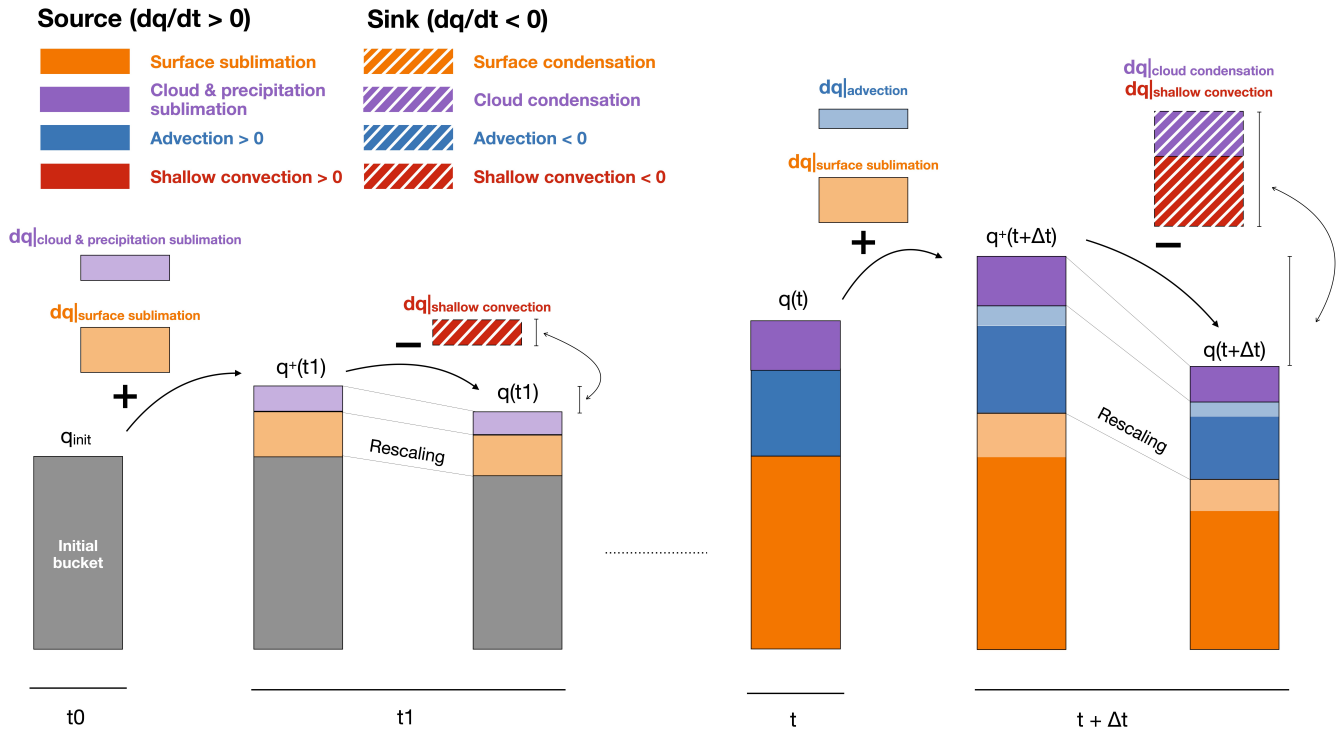 Source (dq/dt > 0)
Sink (dq/dt < 0)
Surface sublimation
Surface condensation
Cloud & precipitation
sublimation
Cloud condensation
Advection > 0
Advection < 0
Shallow convection > 0
Shallow convection < 0
dq|cloud & precipitation sublimation
dq|surface sublimation
+
qinit
Initial
bucket
q+(t1)
dq|shallow convection
−
q(t1)
Rescaling
dq|advection
dq|surface sublimation
+
q(t)
q+(t+Δt)
dq|cloud condensation
dq|shallow convection
−
q(t+Δt)
Rescaling
t0
t1
t
t + Δt